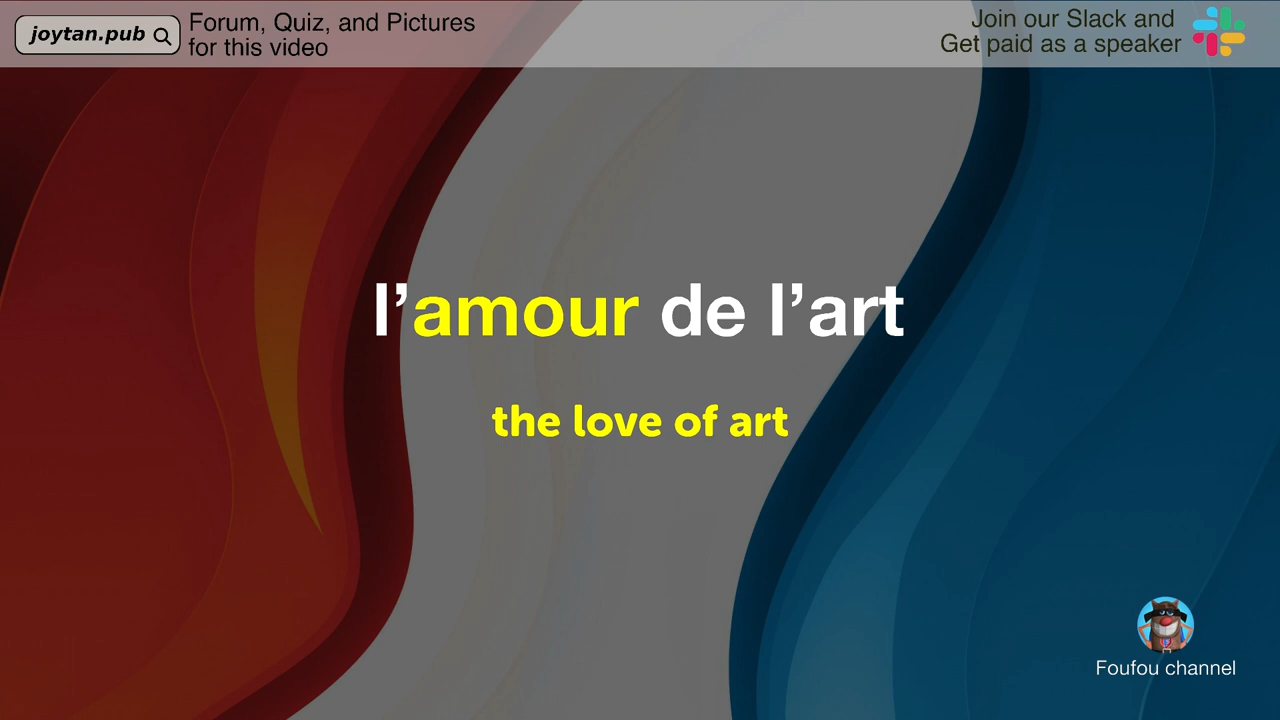 joytan.pub
Forum, Quiz, and Pictures
for this video
Join our Slack and
Get paid as a speaker
l’amour de l’art
the love of art
Foufou channel